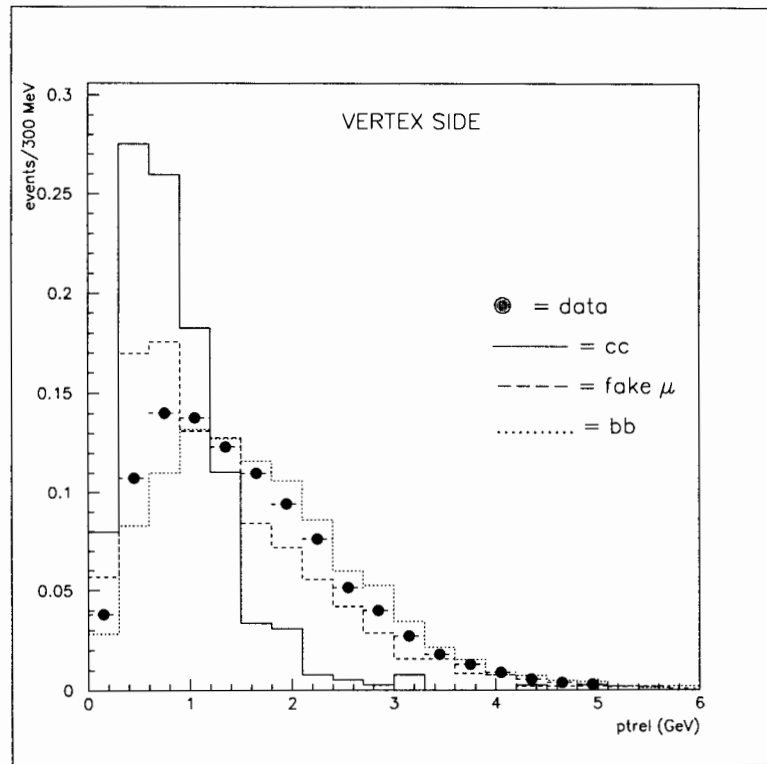 VERTEX SIDE
events/300 MeV
0.3
0.25
0.2
0.15
0.1
0.05
0
= data
= cc
= fake μ
= bb
0 1 2 3 4 5 6
ptrel (GeV)